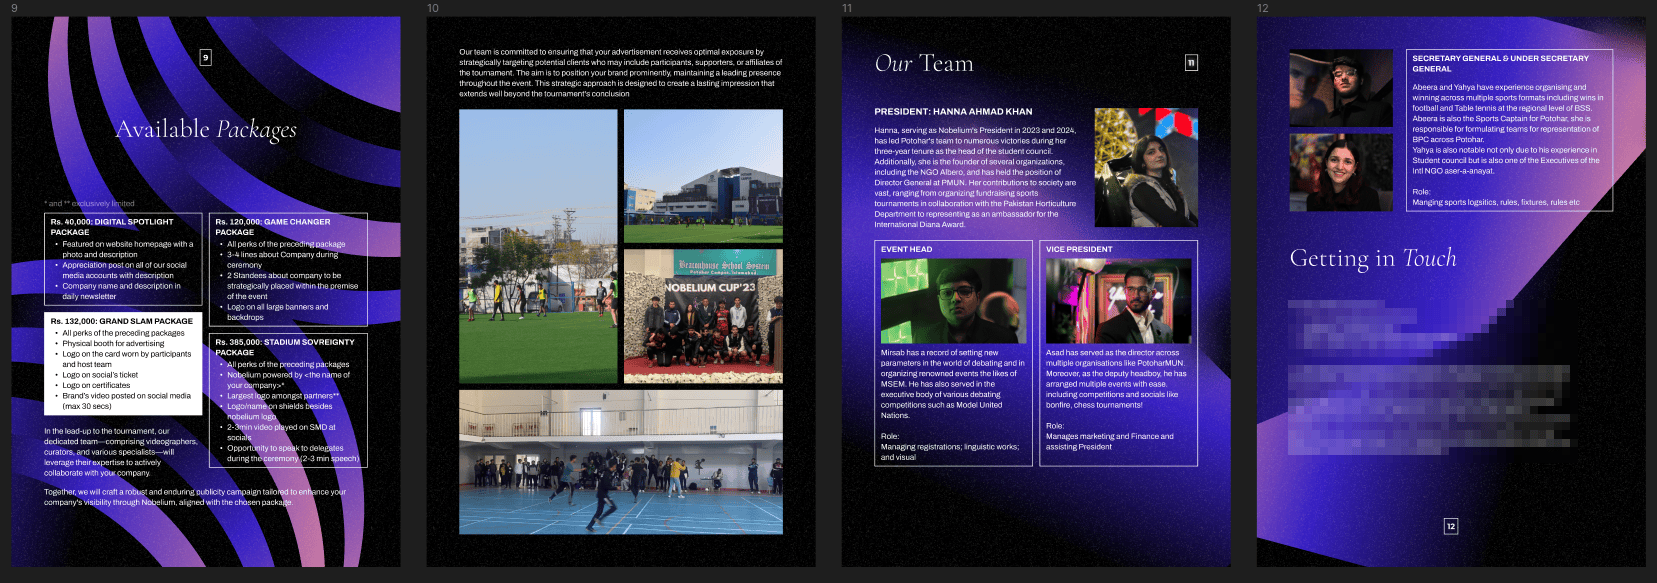 9
10
11
12
9
Available Packages
* and ** exclusively limited
Rs. 40,000: DIGITAL SPOTLIGHT
PACKAGE
• Featured on website homepage with a
photo and description
• Appreciation post on all of our social
media accounts with description
• Company name and description in
daily newsletter
Rs. 132,000: GRAND SLAM PACKAGE
• All perks of the preceding packages
• Physical booth for advertising
• Logo on the card worn by participants
and host team
• Logo on social's ticket
• Logo on certificates
• Brand's video posted on social media
(max 30 secs)
Rs. 120,000: GAME CHANGER
PACKAGE
• All perks of the preceding package
• 3-4 lines about Company during
ceremony
• 2 Standees about company to be
strategically placed within the premise
of the event
• Logo on all large banners and
backdrops
Rs. 385,000: STADIUM SOVREIGNTY
PACKAGE
• All perks of the preceding packages
• Nobelium powered by <the name of
your company>*
• Largest logo amongst partners**
• Logo/name on shields besides
nobelium logo
• 2-3min video played on SMD at
socials
• Opportunity to speak to delegates
during the ceremony (2-3 min speech)
In the lead-up to the tournament, our
dedicated team—comprising videographers,
curators, and various specialists—will
leverage their expertise to actively
collaborate with your company.
Together, we will craft a robust and enduring publicity campaign tailored to enhance your
company's visibility through Nobelium, aligned with the chosen package.
Our team is committed to ensuring that your advertisement receives optimal exposure by
strategically targeting potential clients who may include participants, supporters, or affiliates of
the tournament. The aim is to position your brand prominently, maintaining a leading presence
throughout the event. This strategic approach is designed to create a lasting impression that
extends well beyond the tournament's conclusion
Beaconhouse School System
Potohar Campus, Islamabad
NOBELIUM CUP'23
Our Team
11
PRESIDENT: HANNA AHMAD KHAN
Hanna, serving as Nobelium's President in 2023 and 2024,
has led Potohar's team to numerous victories during her
three-year tenure as the head of the student council.
Additionally, she is the founder of several organizations,
including the NGO Albero, and has held the position of
Director General at PMUN. Her contributions to society are
vast, ranging from organizing fundraising sports
tournaments in collaboration with the Pakistan Horticulture
Department to representing as an ambassador for the
International Diana Award.
EVENT HEAD
Mirsab has a record of setting new
parameters in the world of debating and in
organizing renowned events the likes of
MSEM. He has also served in the
executive body of various debating
competitions such as Model United
Nations.
Role:
Managing registrations; linguistic works;
and visual
VICE PRESIDENT
Asad has served as the director across
multiple organisations like PotoharMUN.
Moreover, as the deputy headboy, he has
arranged multiple events with ease.
including competitions and socials like
bonfire, chess tournaments!
Role:
Manages marketing and Finance and
assisting President
SECRETARY GENERAL & UNDER SECRETARY
GENERAL
Abeera and Yahya have experience organising and
winning across multiple sports formats including wins in
football and Table tennis at the regional level of BSS.
Abeera is also the Sports Captain for Potohar, she is
responsible for formulating teams for representation of
BPC across Potohar.
Yahya is also notable not only due to his experience in
Student council but is also one of the Executives of the
Intl NGO aser-a-anayat.
Role:
Manging sports logsitics, rules, fixtures, rules etc
Getting in Touch
12